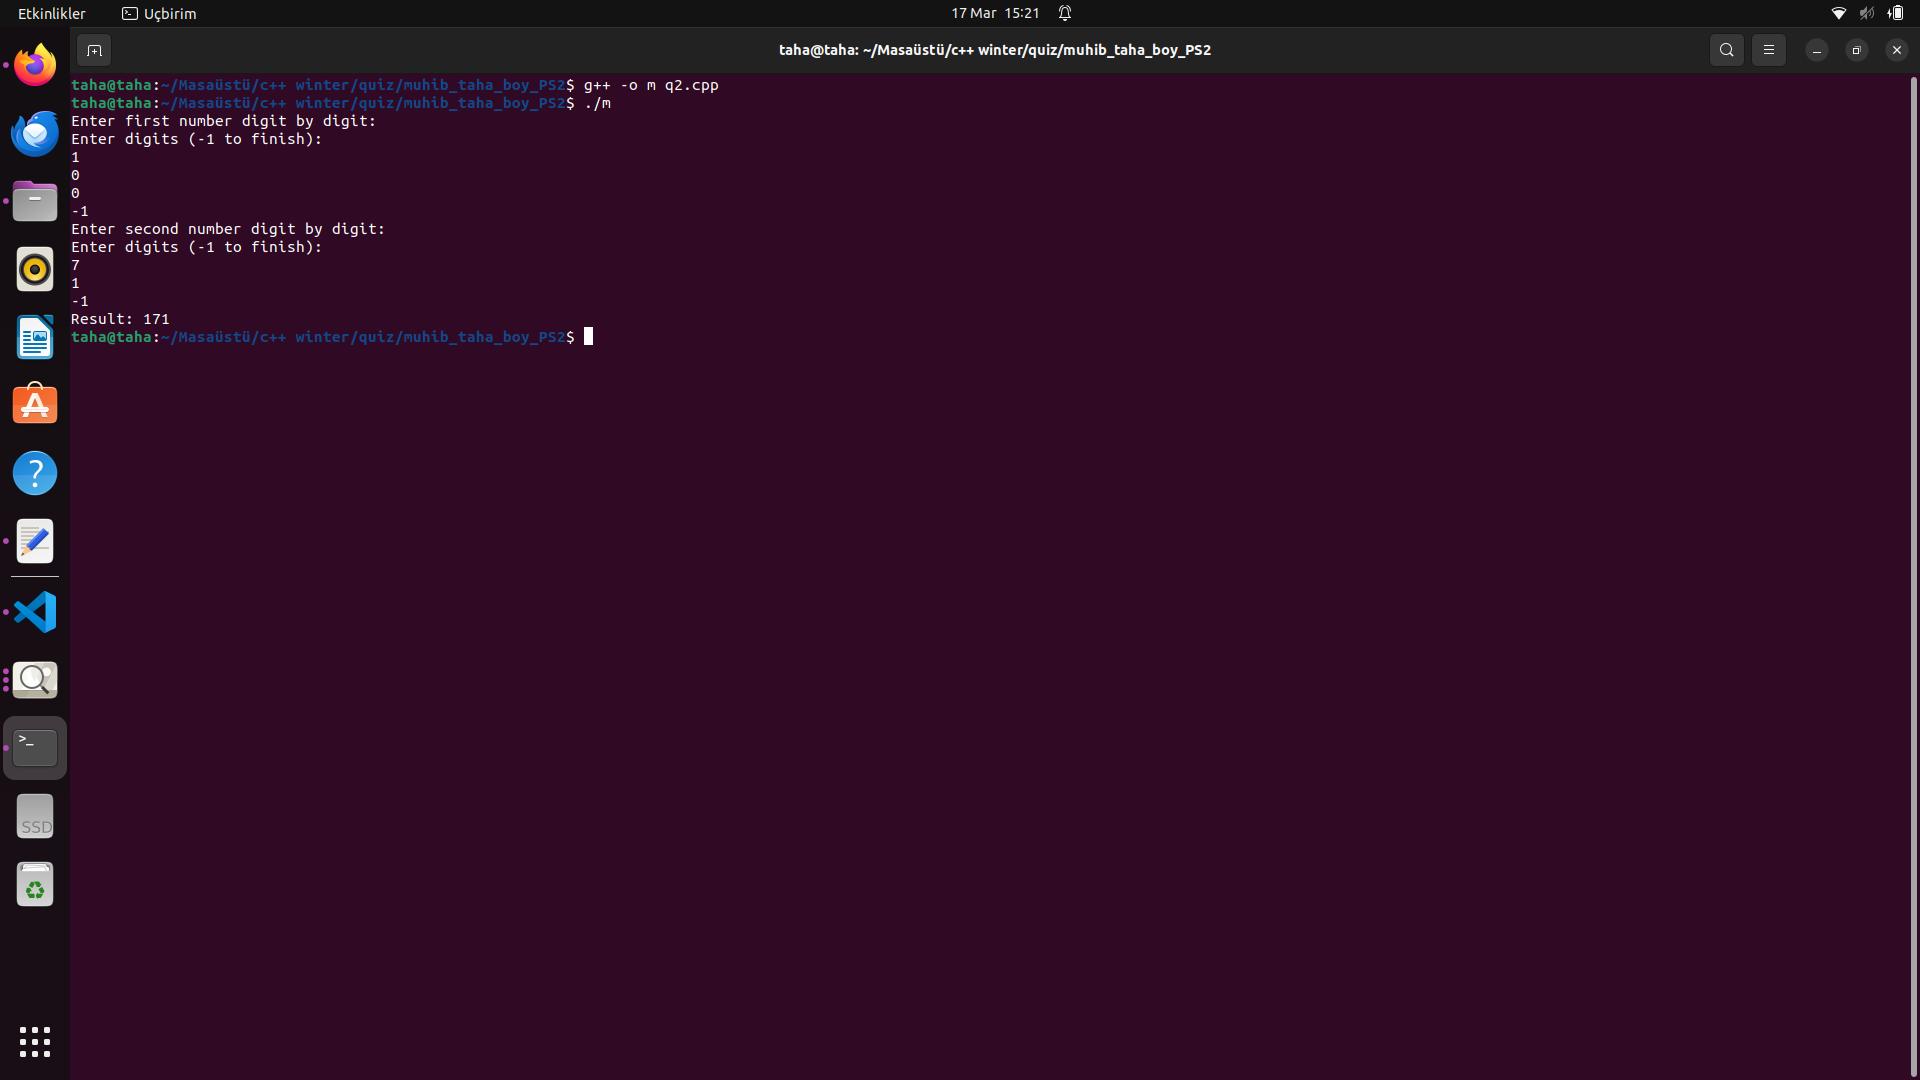 Etkinlikler
Uçbirim
17 Mar 15:21
taha@taha: ~/Masaüstü/c++ winter/quiz/muhib_taha_boy_PS2
taha@taha:~/Masaüstü/c++ winter/quiz/muhib_taha_boy_PS2$ g++ -o m q2.cpp
taha@taha:~/Masaüstü/c++ winter/quiz/muhib_taha_boy_PS2$ ./m
Enter first number digit by digit:
Enter digits (-1 to finish):
1
0
0
-1
Enter second number digit by digit:
Enter digits (-1 to finish):
7
1
-1
Result: 171
taha@taha:~/Masaüstü/c++ winter/quiz/muhib_taha_boy_PS2$
>_
SSD